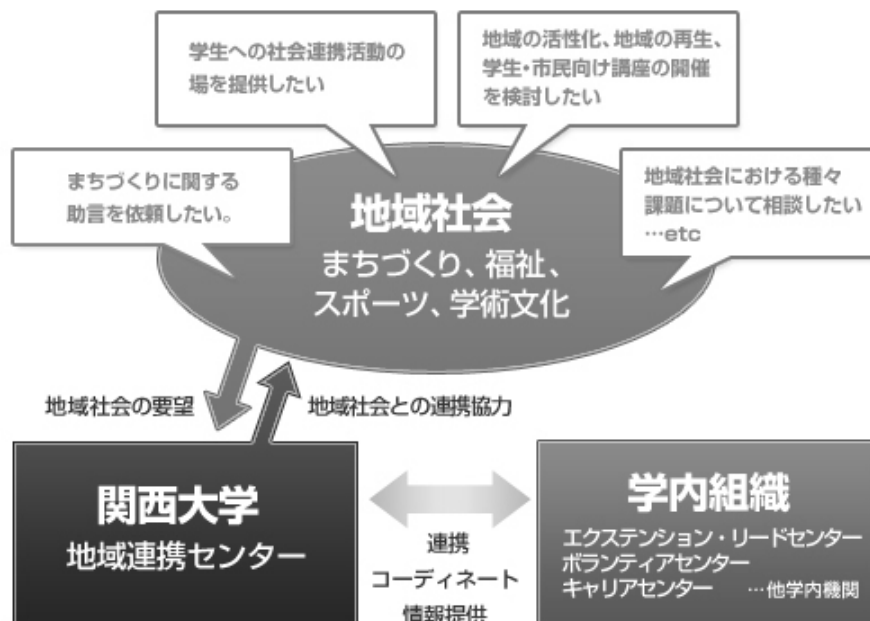 学生への社会連携活動の
場を提供したい
地域の活性化、地域の再生、
学生・市民向け講座の開催
を検討したい
まちづくりに関する
助言を依頼したい。
地域社会における種々
課題について相談したい
…etc
地域社会
まちづくり、福祉、
スポーツ、学術文化
地域社会の要望
地域社会との連携協力
関西大学
地域連携センター
連携
コーディネート
情報提供
学内組織
エクステンション・リードセンター
ボランティアセンター
キャリアセンター …他学内機関